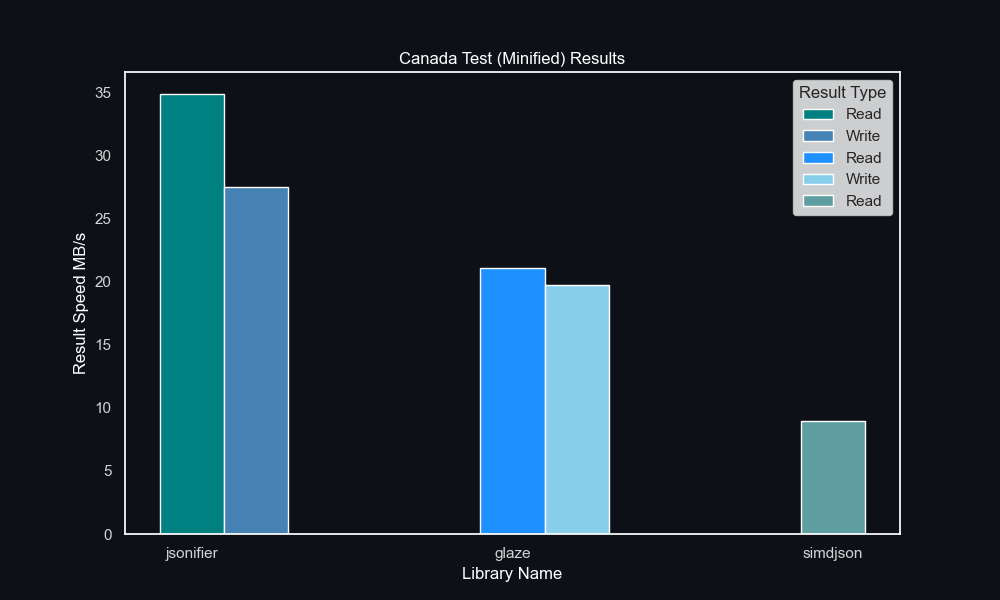 Canada Test (Minified) Results
Result Type
Read
Write
Read
Write
Read
Result Speed MB/s
35
30
25
20
15
10
5
0
jsonifier
glaze
simdjson
Library Name